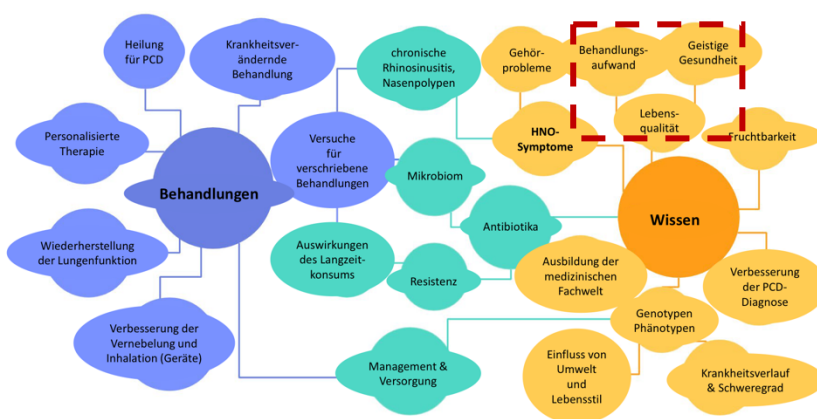 Heilung
für PCD
Krankheitsver-
ändernde
Behandlung
chronische
Rhinosinusitis,
Nasenpolypen
Gehör-
probleme
Behandlungs-
aufwand
Geistige
Gesundheit
Personalisierte
Therapie
Versuche
für
verschriebene
Behandlungen
HNO-
Symptome
Lebens-
qualität
Fruchtbarkeit
Behandlungen
Mikrobiom
Antibiotika
Wissen
Wiederherstellung
der Lungenfunktion
Auswirkungen
des Langzeit-
konsums
Resistenz
Ausbildung der
medizinischen
Fachwelt
Verbesserung
der PCD-
Diagnose
Verbesserung der
Vernebelung und
Inhalation (Geräte)
Genotypen
Phänotypen
Management &
Versorgung
Einfluss von
Umwelt
und
Lebensstil
Krankheitsverlauf
& Schweregrad